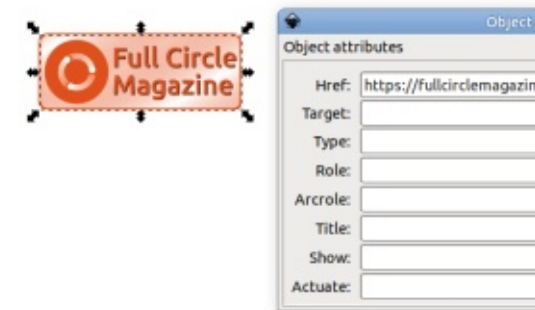 Full Circle
Magazine
Object
Object attributes
Href: https://fullcirclemagazin
Target:
Type:
Role:
Arcrole:
Title:
Show:
Actuate: